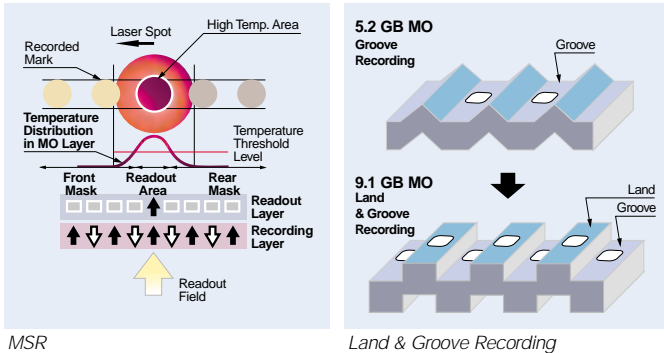 Laser Spot
High Temp. Area
Recorded
Mark
Temperature
Distribution
in MO Layer
Temperature
Threshold
Level
Front
Mask
Readout
Area
Rear
Mask
Readout
Layer
Recording
Layer
Readout
Field
MSR
5.2 GB MO
Groove
Recording
Groove
9.1 GB MO
Land
& Groove
Recording
Land
Groove
Land & Groove Recording